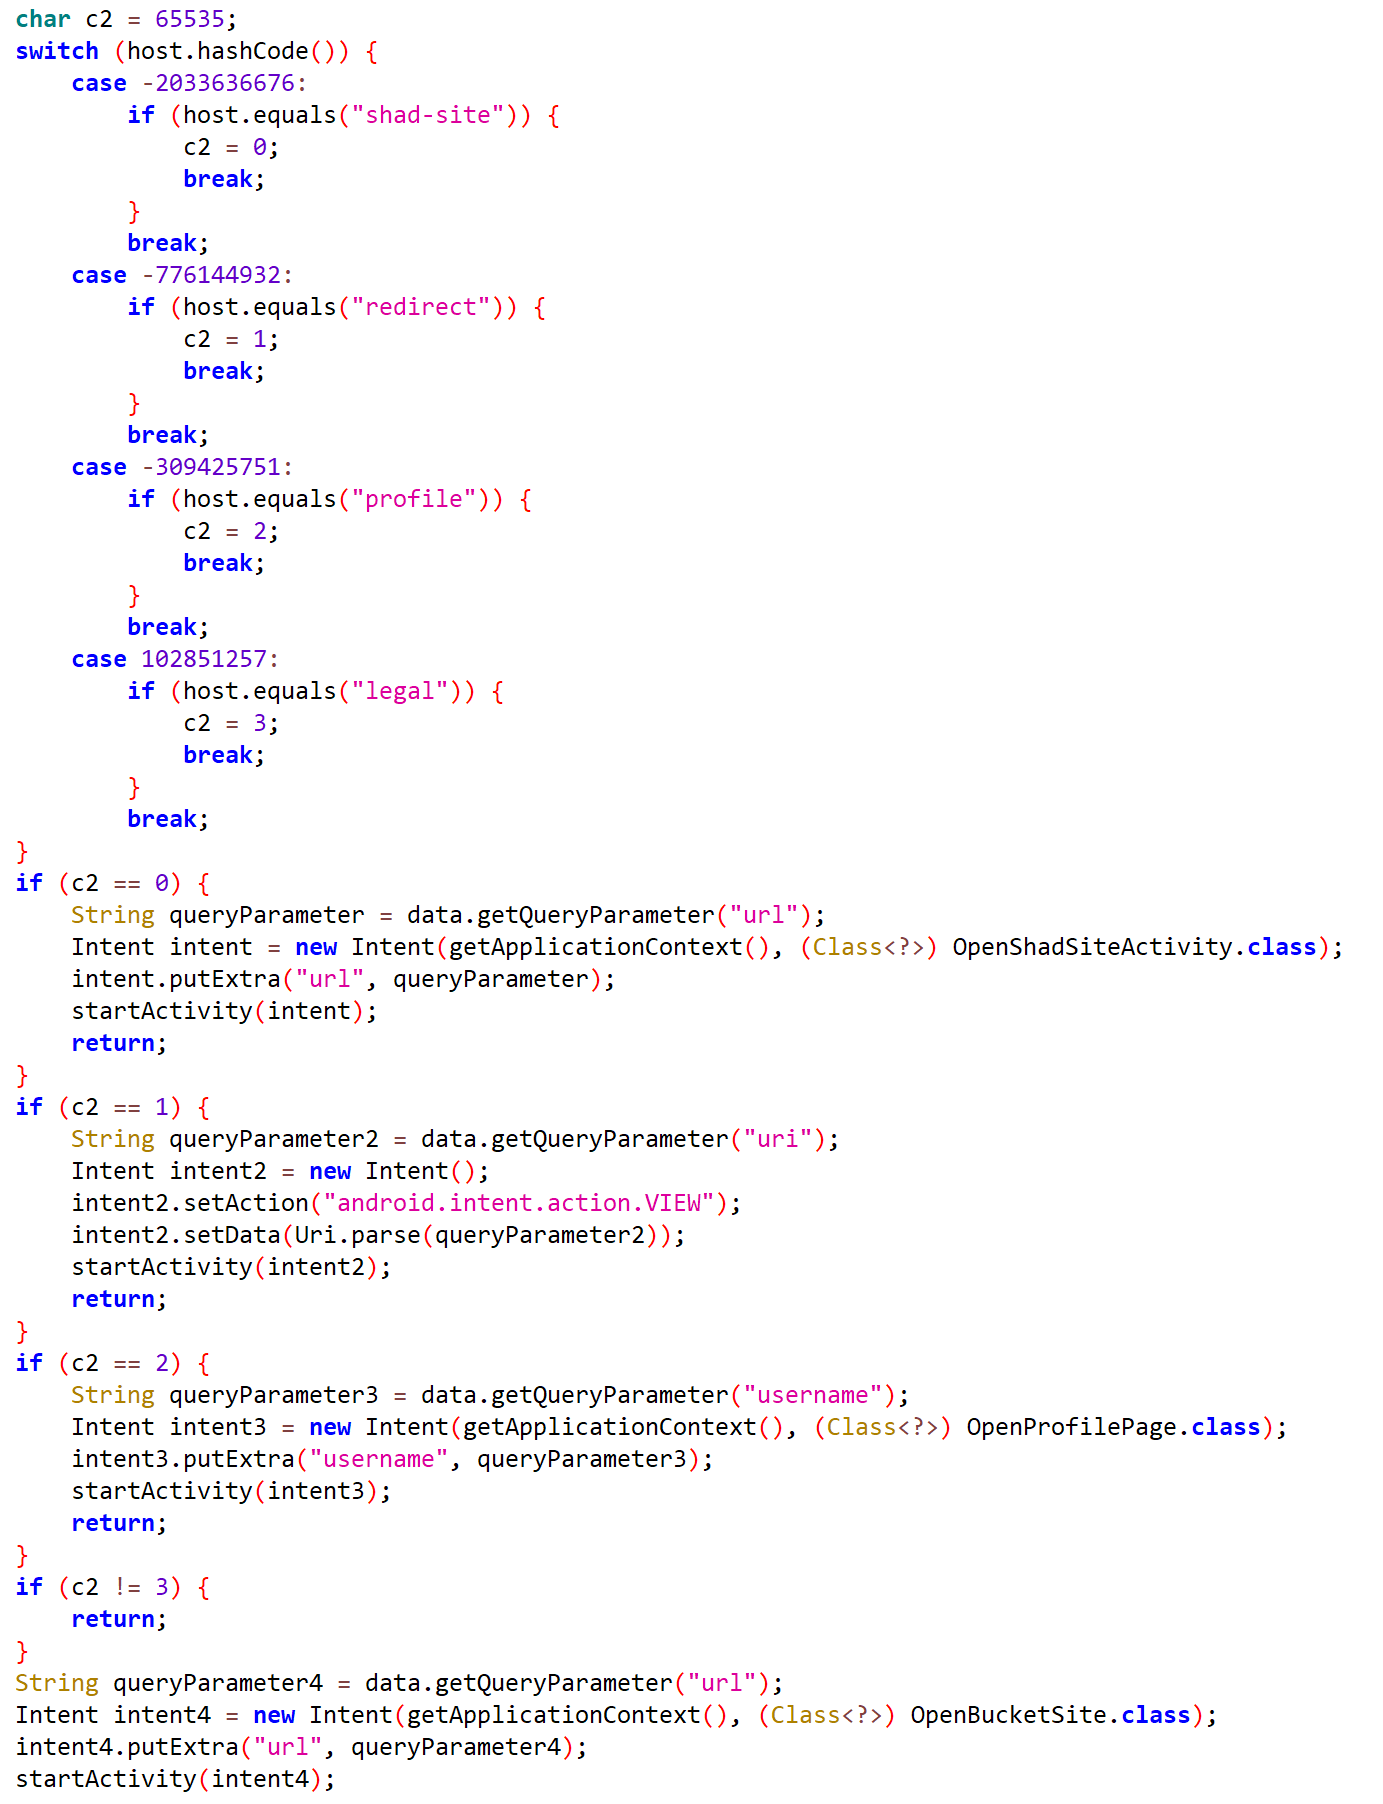 char c2 = 65535;
switch (host.hashCode()) {
    case -2033636676:
        if (host.equals("shad-site")) {
            c2 = 0;
            break;
        }
        break;
    case -776144932:
        if (host.equals("redirect")) {
            c2 = 1;
            break;
        }
        break;
    case -309425751:
        if (host.equals("profile")) {
            c2 = 2;
            break;
        }
        break;
    case 102851257:
        if (host.equals("legal")) {
            c2 = 3;
            break;
        }
        break;
}
if (c2 == 0) {
    String queryParameter = data.getQueryParameter("url");
    Intent intent = new Intent(getApplicationContext(), (Class<?>) OpenShadSiteActivity.class);
    intent.putExtra("url", queryParameter);
    startActivity(intent);
    return;
}
if (c2 == 1) {
    String queryParameter2 = data.getQueryParameter("uri");
    Intent intent2 = new Intent();
    intent2.setAction("android.intent.action.VIEW");
    intent2.setData(Uri.parse(queryParameter2));
    startActivity(intent2);
    return;
}
if (c2 == 2) {
    String queryParameter3 = data.getQueryParameter("username");
    Intent intent3 = new Intent(getApplicationContext(), (Class<?>) OpenProfilePage.class);
    intent3.putExtra("username", queryParameter3);
    startActivity(intent3);
    return;
}
if (c2 != 3) {
    return;
}
String queryParameter4 = data.getQueryParameter("url");
Intent intent4 = new Intent(getApplicationContext(), (Class<?>) OpenBucketSite.class);
intent4.putExtra("url", queryParameter4);
startActivity(intent4);